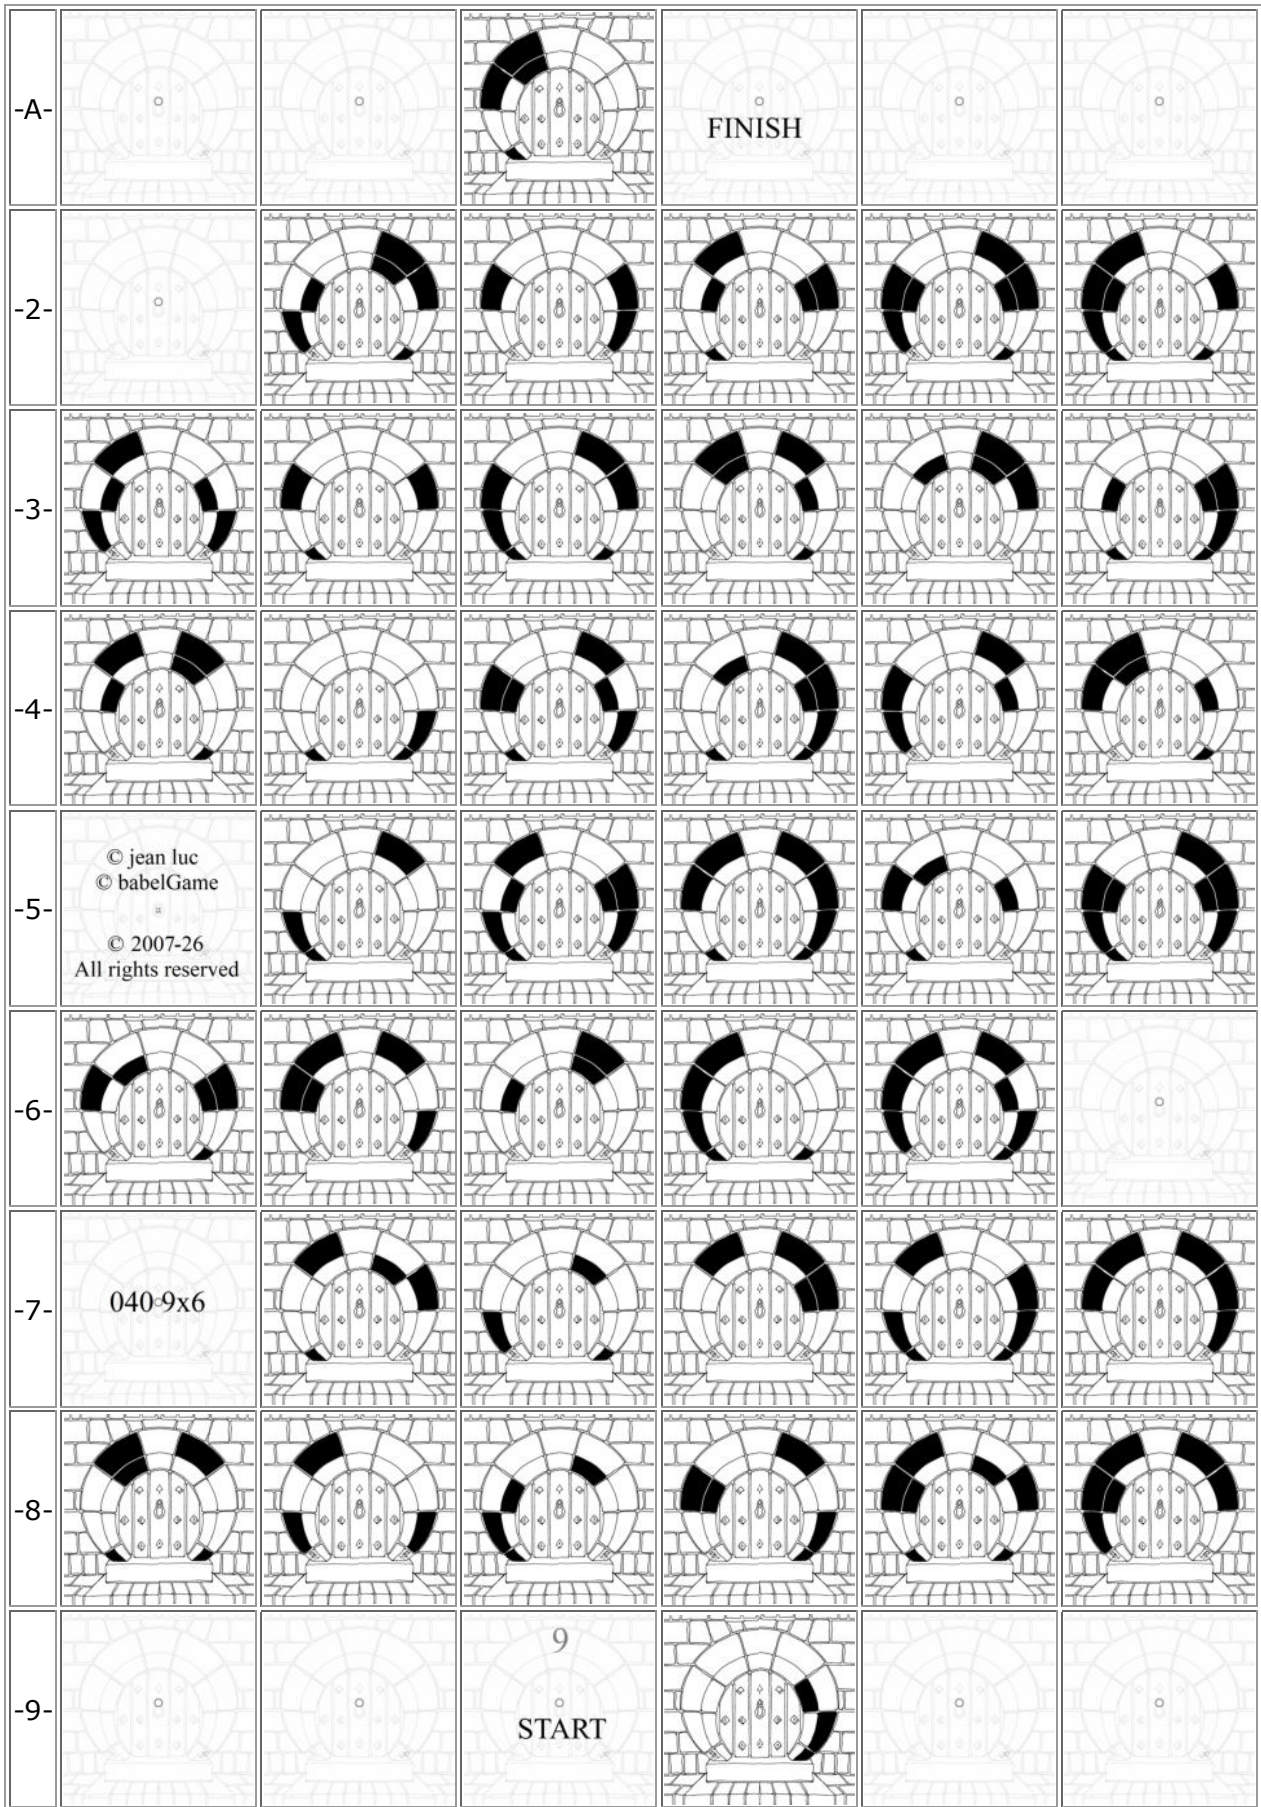 -A-
FINISH
-2-
-3-
-4-
-5-
© jean luc
© babelGame
© 2007-26
All rights reserved
-6-
-7-
040 9x6
-8-
9
-9-
START